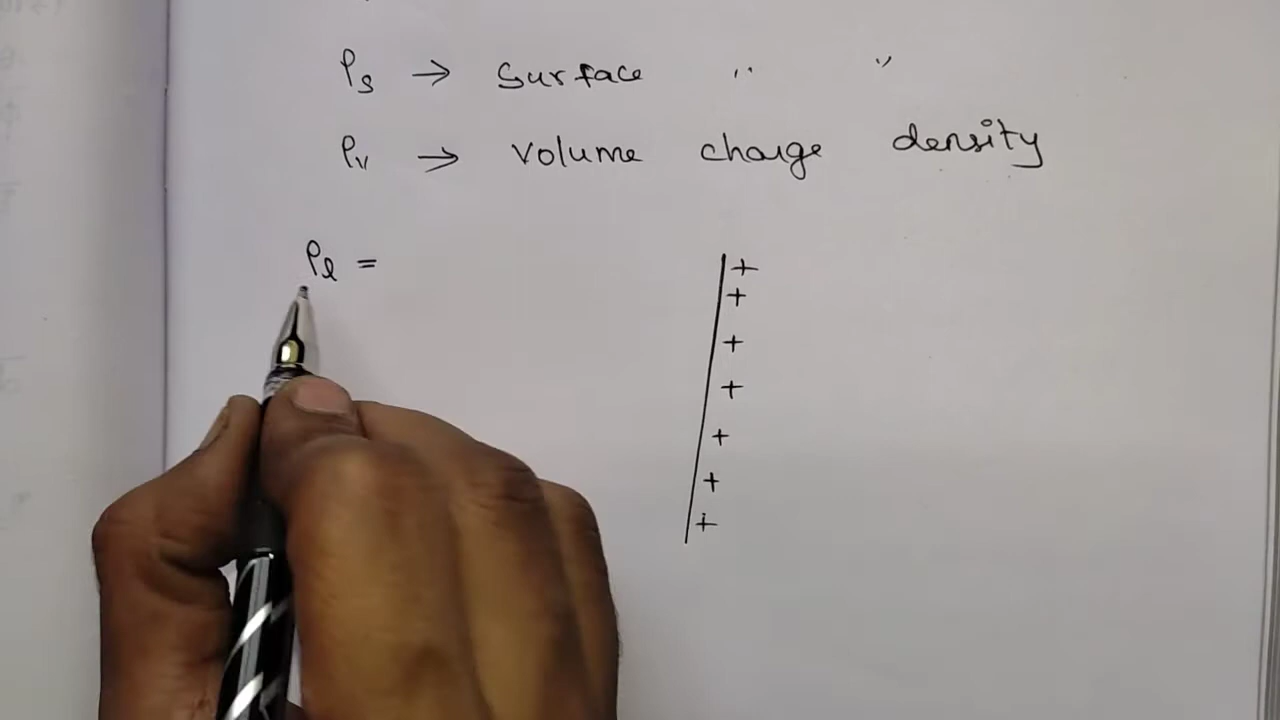 ρs → Surface " "
ρv → Volume charge density
ρl =
+
+
+
+
+
+
+